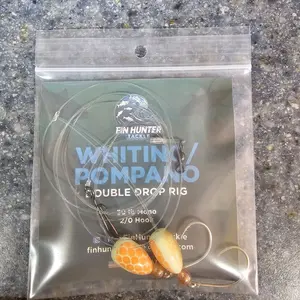 FIN HUNTER
TACKLE
WHITING/
POMPANO
DOUBLE DROP RIG
2/0 Hook